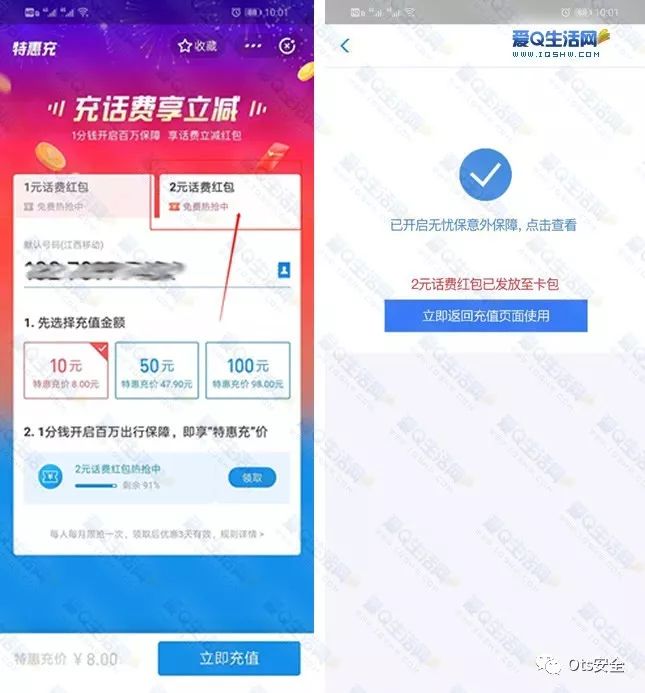 10:01
特惠充
收藏
充话费享立减
1分钱开启百万保障 享话费立减红包
1元话费红包
免费热抢中
2元话费红包
免费热抢中
默认号码(江西移动)
1. 先选择充值金额
10元
特惠充价 8.00元
50元
特惠充价 47.90元
100元
特惠充价 98.00元
2. 1分钱开启百万出行保障，即享“特惠充”价
2元话费红包热抢中
剩余 91%
领取
每人每月限抢一次，领取后优惠3天有效，规则详情 >
特惠充价 ¥ 8.00
立即充值
10:01
爱Q生活网
www.iqshw.com
已开启无忧保意外保障, 点击查看
2元话费红包已发放至卡包
立即返回充值页面使用
Ots安全